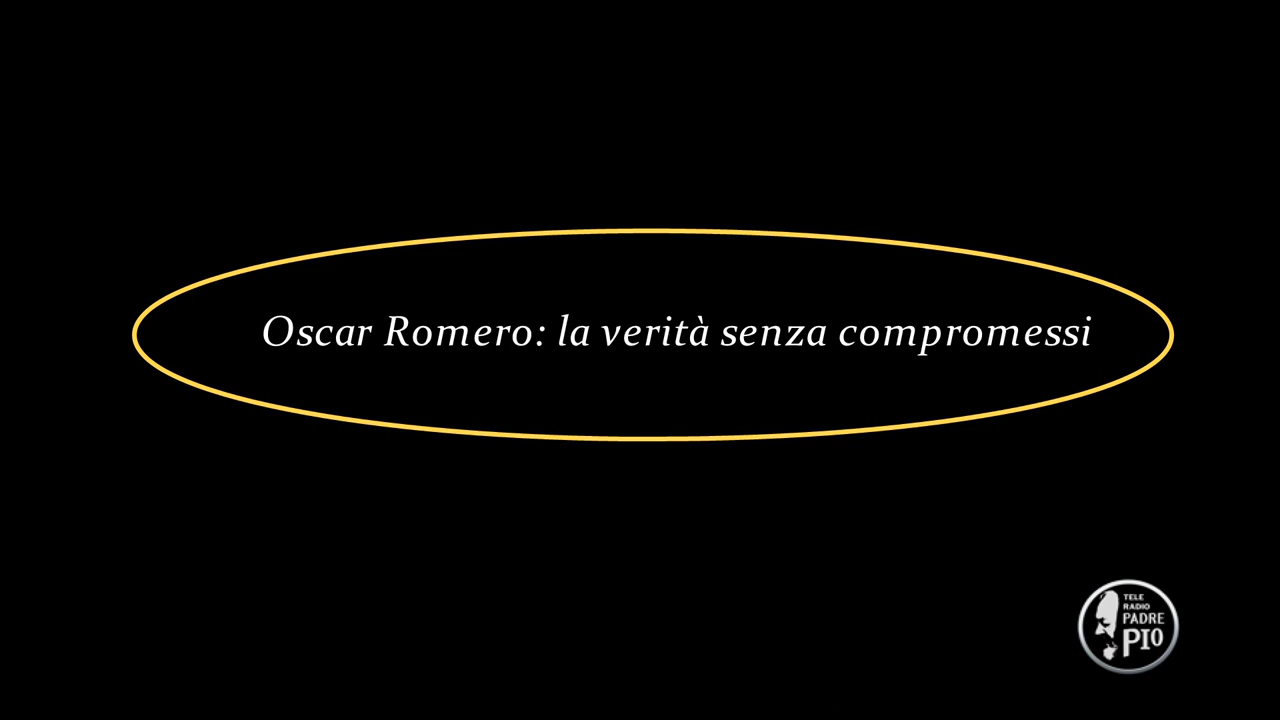 Oscar Romero: la verità senza compromessi
TELE
RADIO
PADRE
PIO